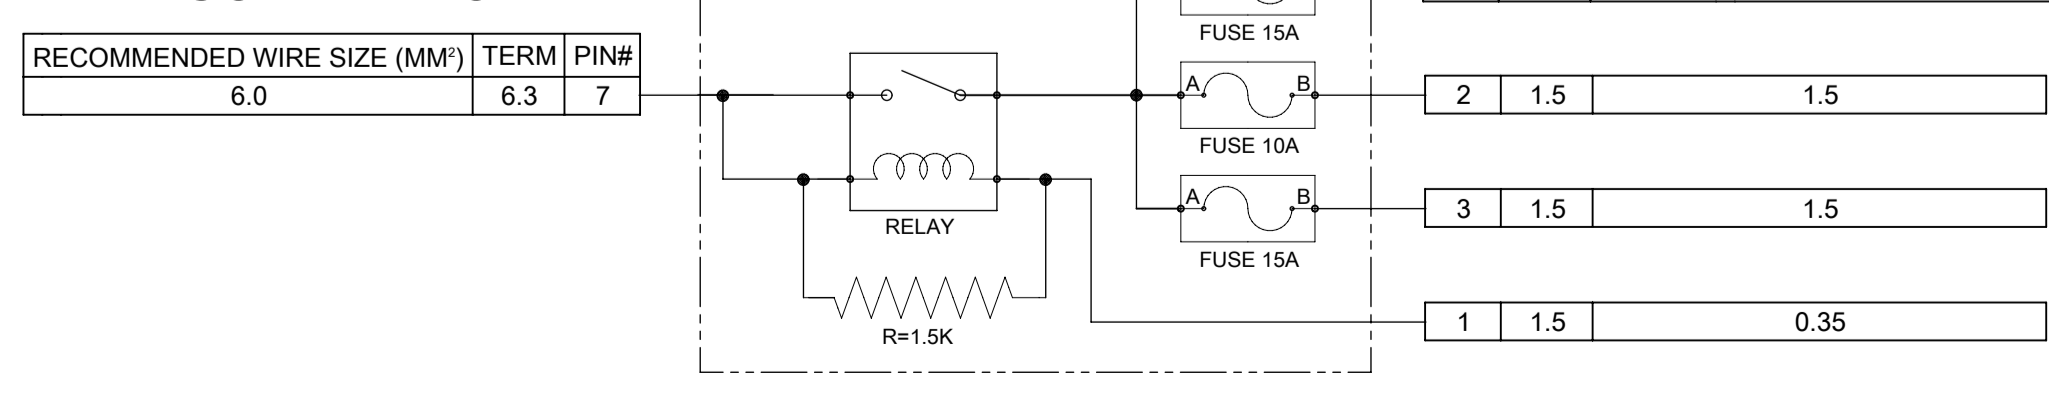 FUSE 15A
RECOMMENDED WIRE SIZE (MM²) TERM PIN#
6.0 6.3 7
A B
2 1.5 1.5
FUSE 10A
A B
3 1.5 1.5
RELAY
FUSE 15A
1 1.5 0.35
R=1.5K